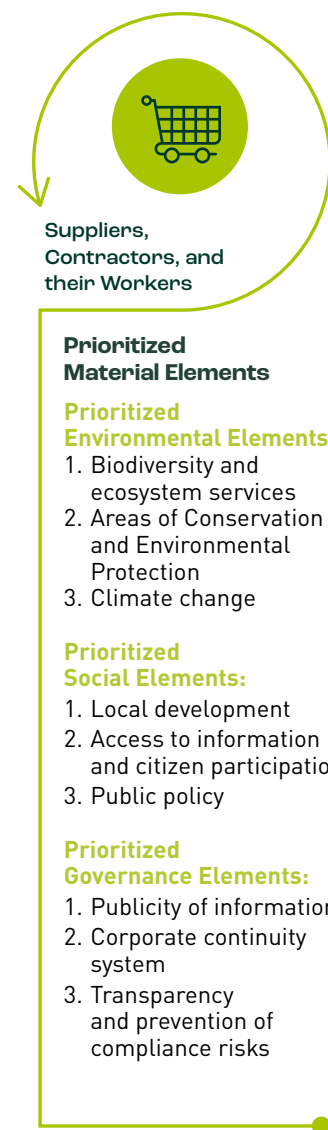 Suppliers,
Contractors, and
their Workers
Prioritized
Material Elements
Prioritized
Environmental Elements
1. Biodiversity and
ecosystem services
2. Areas of Conservation
and Environmental
Protection
3. Climate change
Prioritized
Social Elements:
1. Local development
2. Access to information
and citizen participatio
3. Public policy
Prioritized
Governance Elements:
1. Publicity of information
2. Corporate continuity
system
3. Transparency
and prevention of
compliance risks